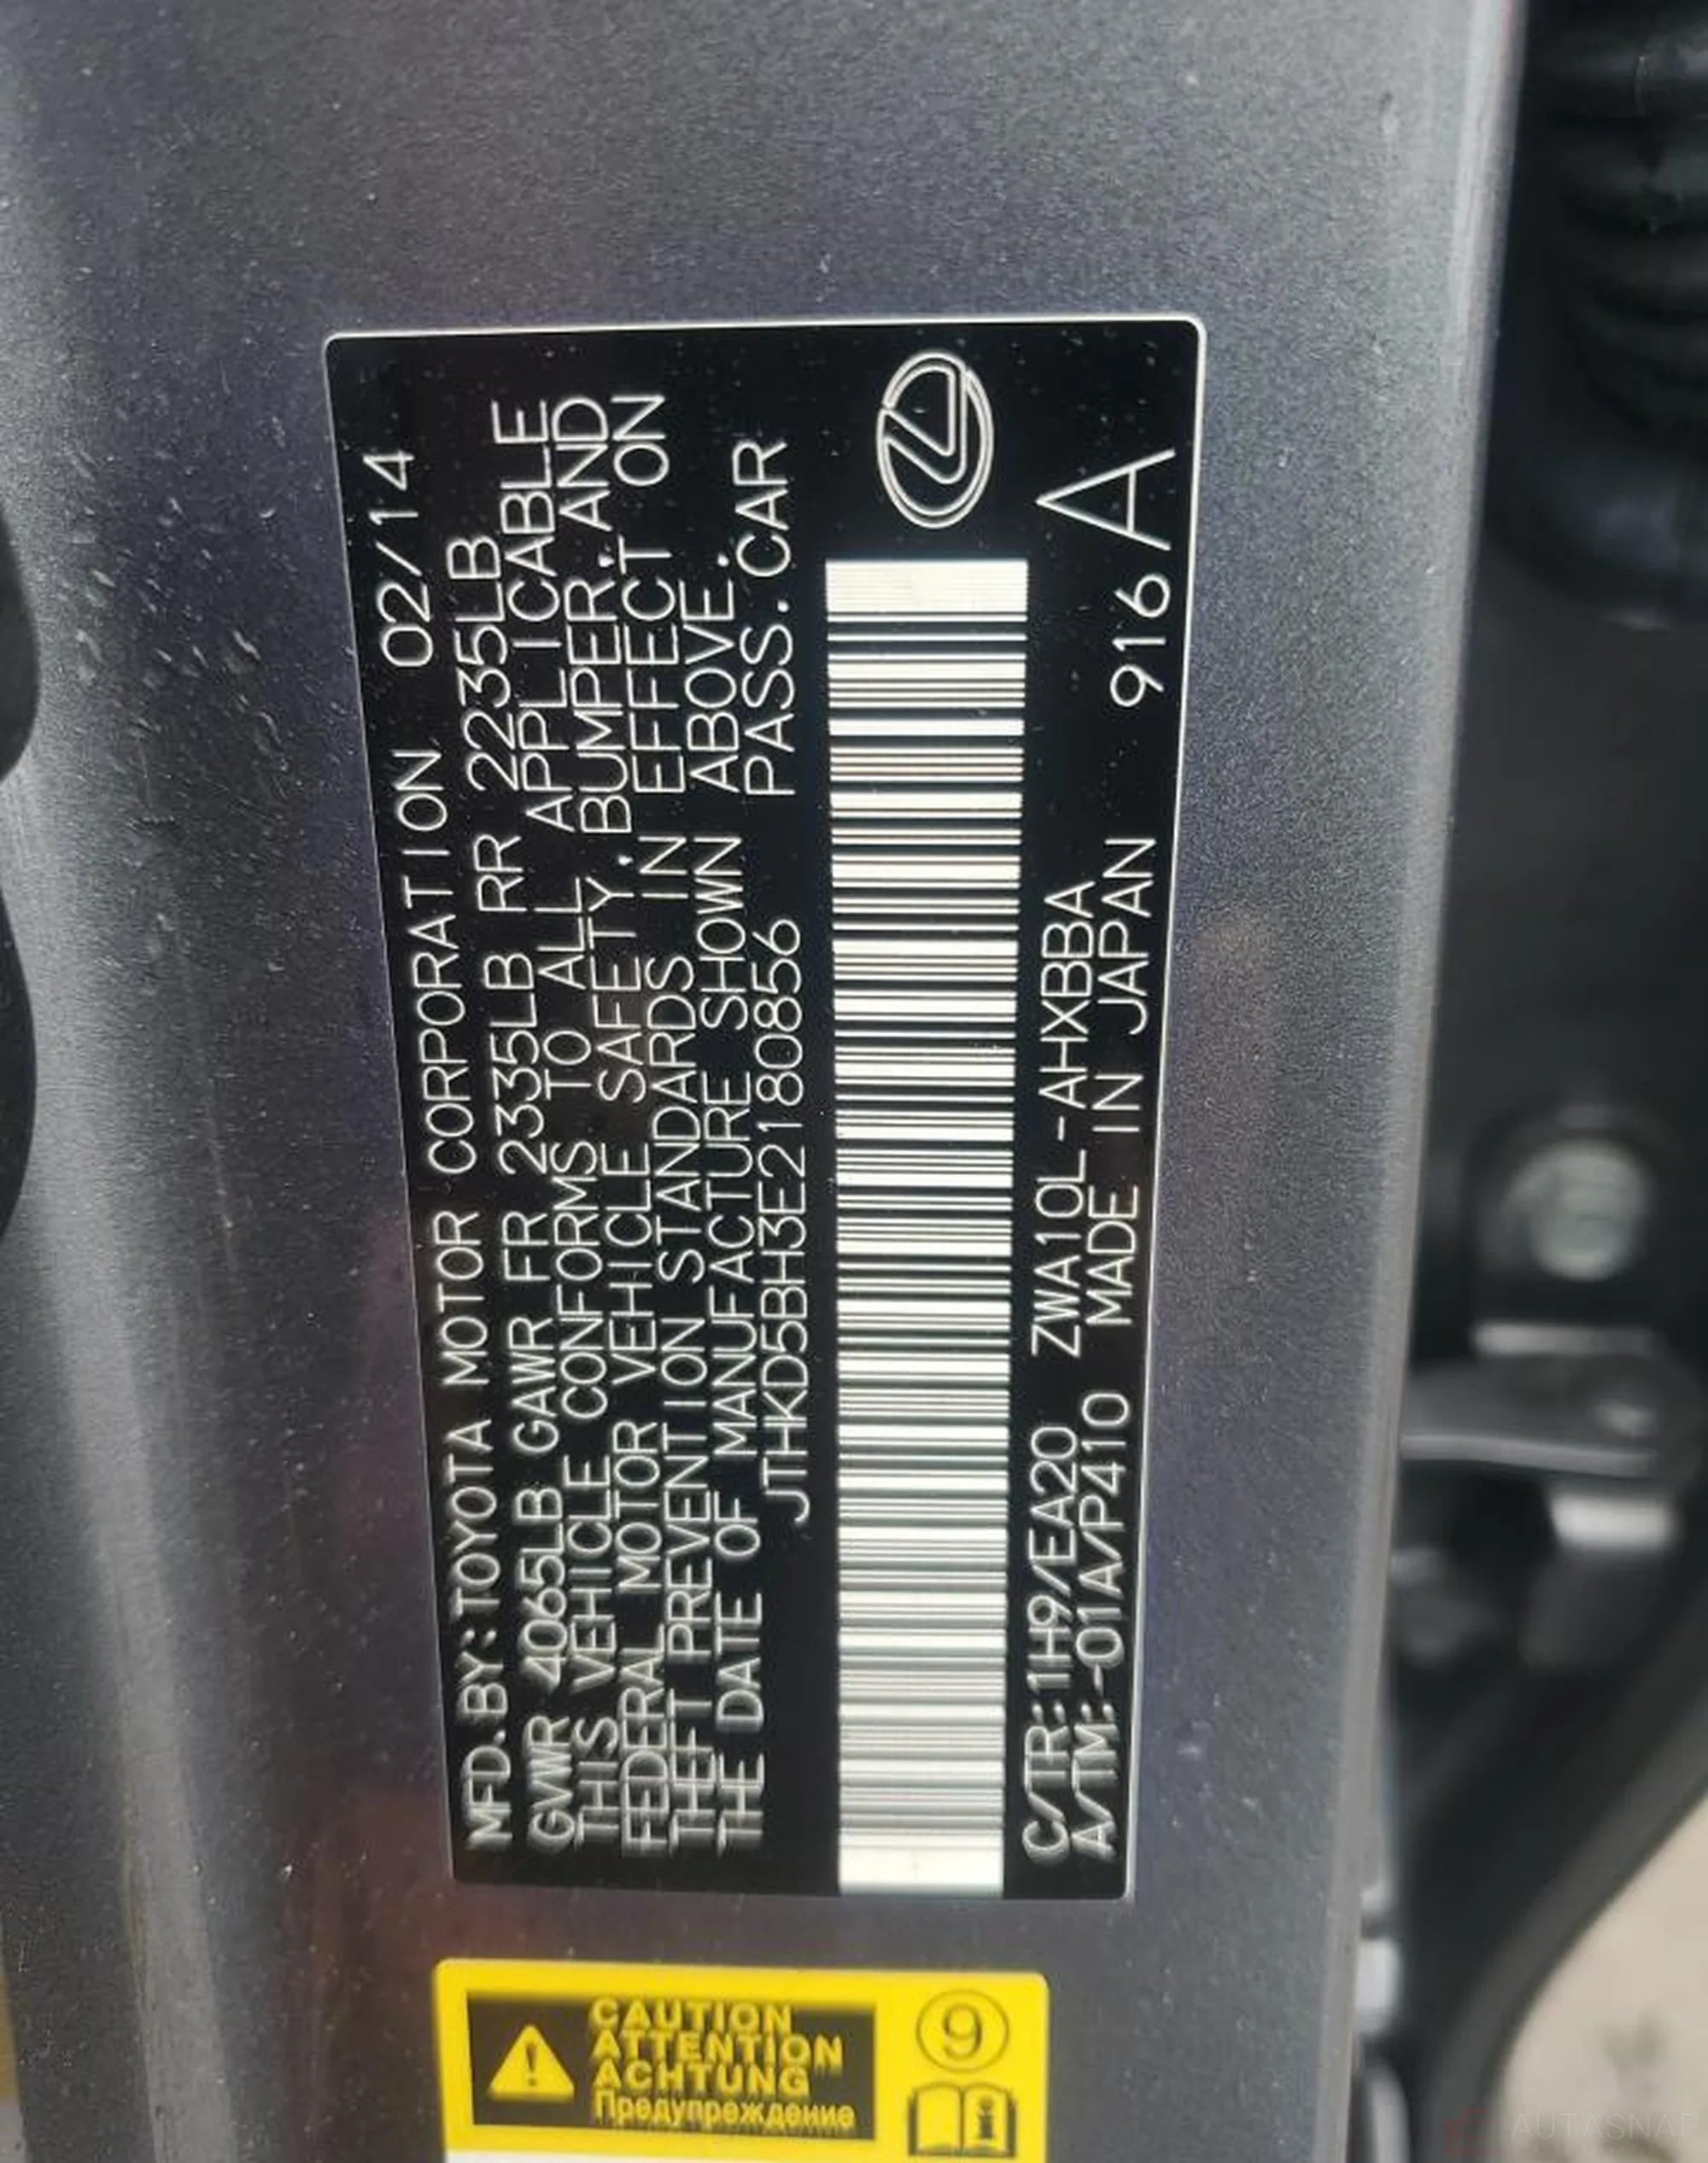 MFD.BY:TOYOTA MOTOR CORPORATION 02/14
GVWR 4065LB GAWR FR 2335LB RR 2235LB
THIS VEHICLE CONFORMS TO ALL APPLICABLE
FEDERAL MOTOR VEHICLE SAFETY, BUMPER, AND
THEFT PREVENTION STANDARDS IN EFFECT ON
THE DATE OF MANUFACTURE SHOWN ABOVE.
JTHKD5BH3E2180856 PASS.CAR
C/TR:1H9/EA20 ZWA10L-AHXBBA
A/TM:-01A/P410 MADE IN JAPAN 916 A
CAUTION
ATTENTION
ACHTUNG
Предупреждение
9